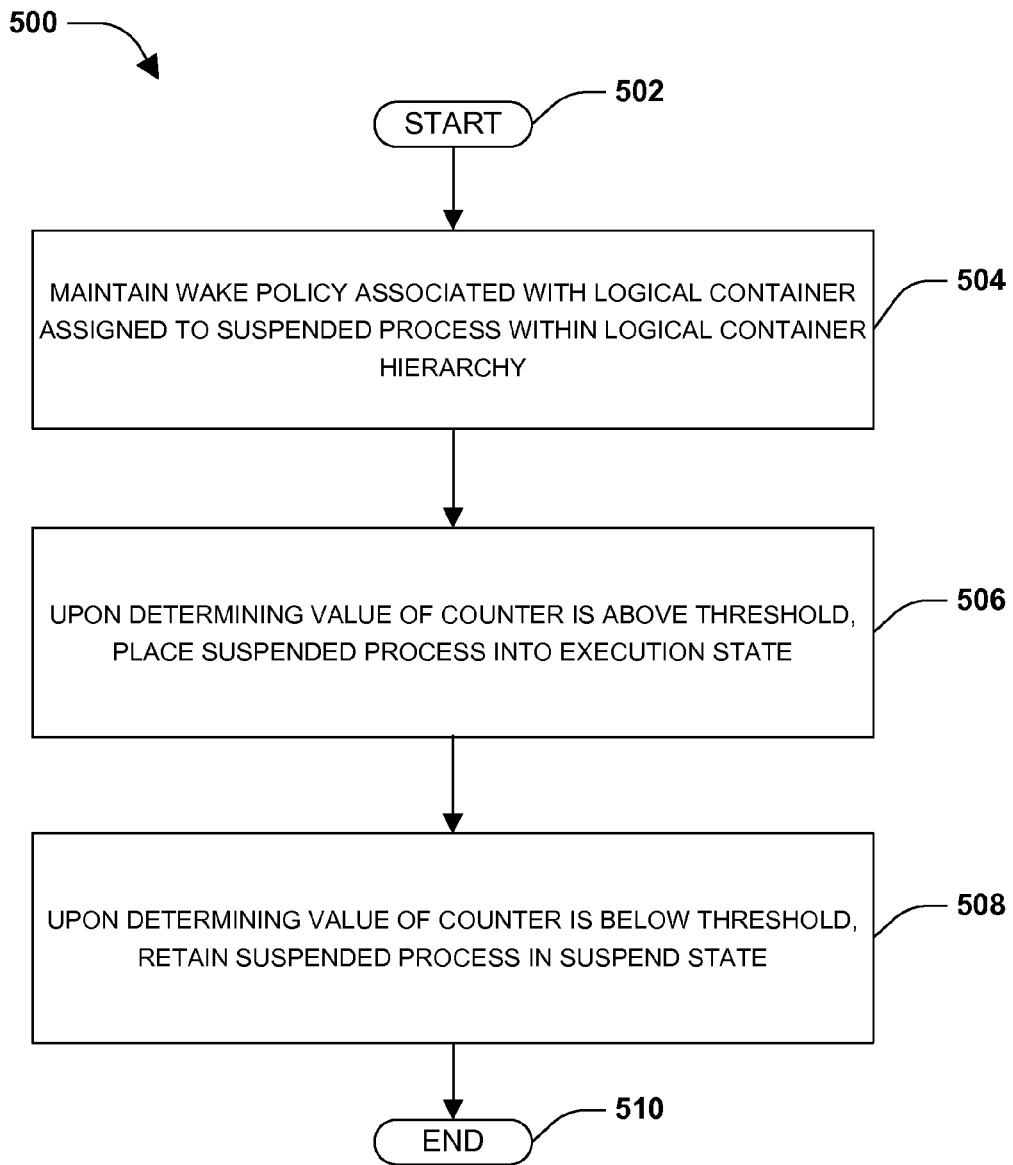 500
START
502
MAINTAIN WAKE POLICY ASSOCIATED WITH LOGICAL CONTAINER
ASSIGNED TO SUSPENDED PROCESS WITHIN LOGICAL CONTAINER
HIERARCHY
504
UPON DETERMINING VALUE OF COUNTER IS ABOVE THRESHOLD,
PLACE SUSPENDED PROCESS INTO EXECUTION STATE
506
UPON DETERMINING VALUE OF COUNTER IS BELOW THRESHOLD,
RETAIN SUSPENDED PROCESS IN SUSPEND STATE
508
END
510